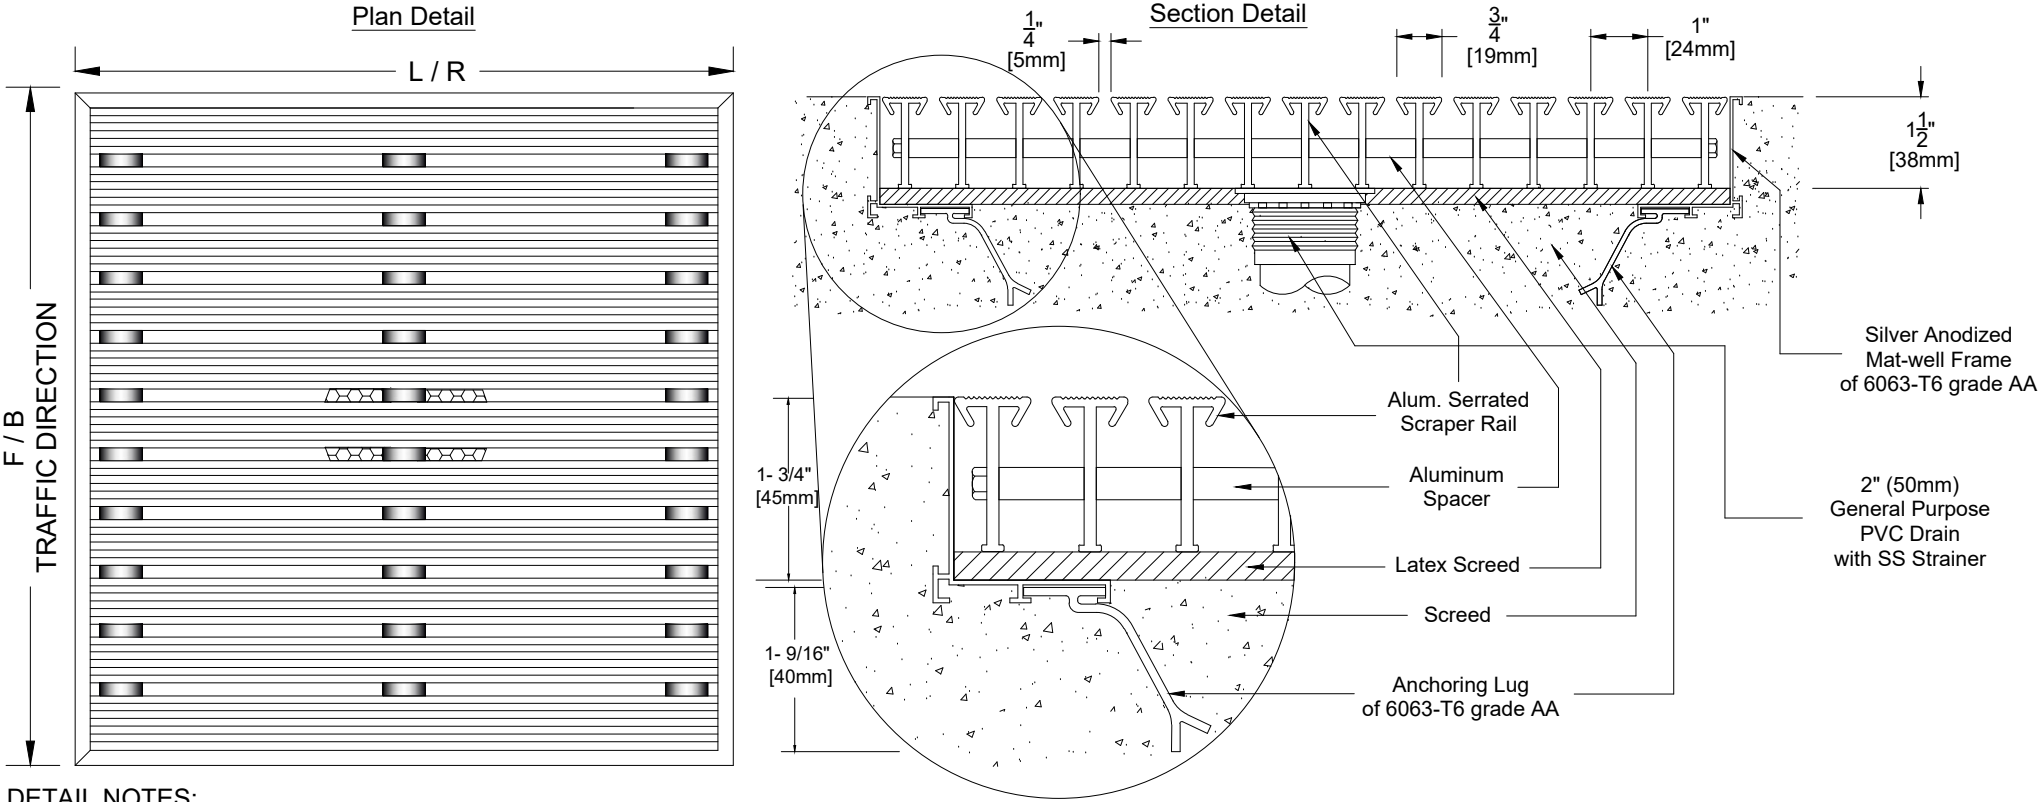 Plan Detail
L / R
F / B
TRAFFIC DIRECTION
Section Detail
1/4"
[5mm]
3/4"
[19mm]
1"
[24mm]
1 1/2"
[38mm]
Silver Anodized
Mat-well Frame
of 6063-T6 grade AA
Alum. Serrated
Scraper Rail
1- 3/4"
[45mm]
Aluminum
Spacer
2" (50mm)
General Purpose
PVC Drain
with SS Strainer
Latex Screed
Screed
1- 9/16"
[40mm]
Anchoring Lug
of 6063-T6 grade AA
DETAIL NOTES: